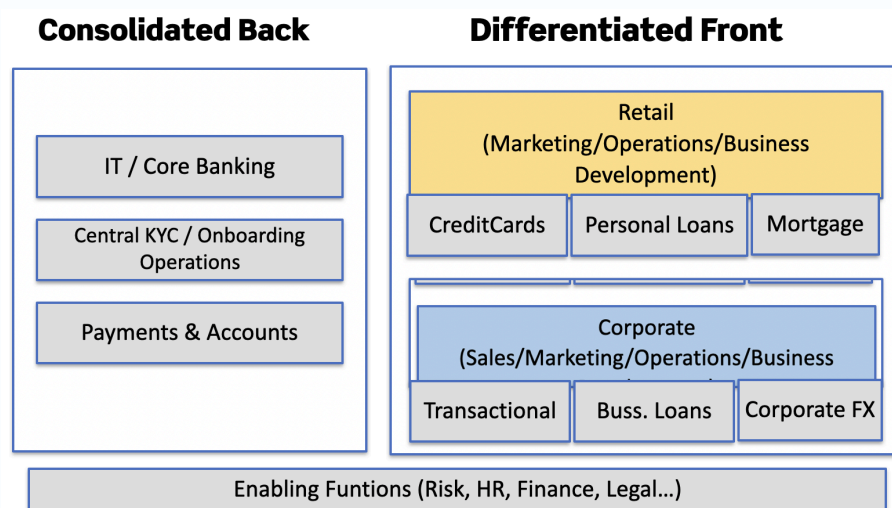 Consolidated Back
Differentiated Front
IT / Core Banking
Central KYC / Onboarding
Operations
Payments & Accounts
Retail
(Marketing/Operations/Business
Development)
CreditCards
Personal Loans
Mortgage
Corporate
(Sales/Marketing/Operations/Business
Transactional
Buss. Loans
Corporate FX
Enabling Funtions (Risk, HR, Finance, Legal...)